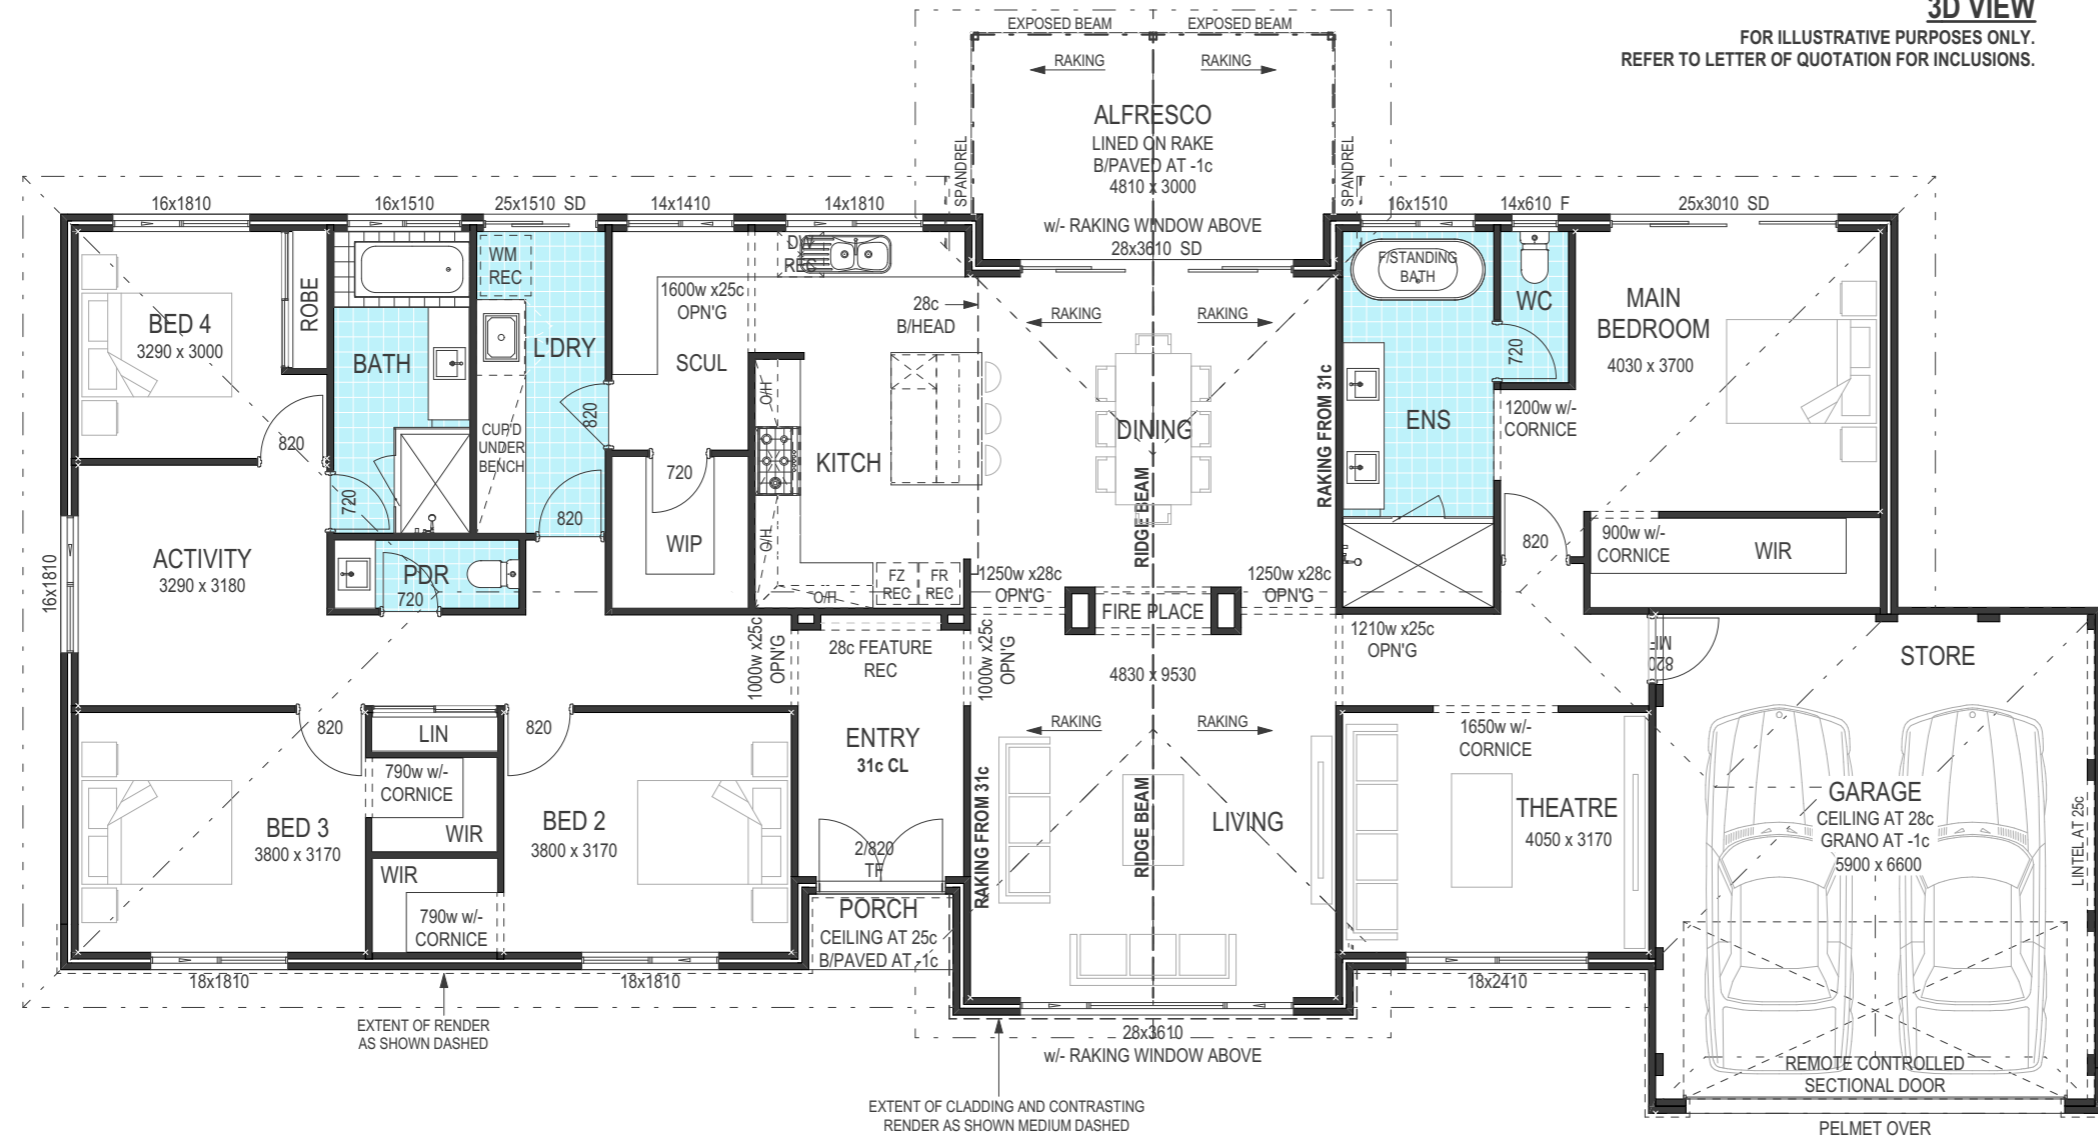 3D VIEW
FOR ILLUSTRATIVE PURPOSES ONLY.
REFER TO LETTER OF QUOTATION FOR INCLUSIONS.
EXPOSED BEAM
EXPOSED BEAM
RAKING
RAKING
ALFRESCO
LINED ON RAKE
B/PAVED AT -1c
4810 x 3000
w/- RAKING WINDOW ABOVE
28x3610 SD
SPANDREL
SPANDREL
16x1810
16x1510
25x1510 SD
14x1410
14x1810
16x1510
14x610 F
25x3010 SD
BED 4
3290 x 3000
ROBE
820
BATH
720
WM
REC
L'DRY
CUP'D
UNDER
BENCH
820
820
1600w x25c
OPN'G
SCUL
720
WIP
REC
O/H
O/H
O/H
KITCH
FZ
REC
FR
REC
28c
B/HEAD
RAKING
RAKING
DINING
RIDGE BEAM
RAKING FROM 31c
F/STANDING
BATH
ENS
WC
720
MAIN
BEDROOM
4030 x 3700
1200w w/-
CORNICE
820
900w w/-
CORNICE
WIR
16x1810
ACTIVITY
3290 x 3180
PDR
720
1250w x28c
OPN'G
FIRE PLACE
1250w x28c
OPN'G
1000w x25c
OPN'G
28c FEATURE
REC
1000w x25c
OPN'G
4830 x 9530
1210w x25c
OPN'G
MF
820
STORE
820
LIN
820
790w w/-
CORNICE
WIR
BED 3
3800 x 3170
WIR
790w w/-
CORNICE
BED 2
3800 x 3170
ENTRY
31c CL
2/820
TF
PORCH
CEILING AT 25c
B/PAVED AT -1c
RAKING FROM 31c
RAKING
RAKING
RIDGE BEAM
LIVING
1650w w/-
CORNICE
THEATRE
4050 x 3170
GARAGE
CEILING AT 28c
GRANO AT -1c
5900 x 6600
LINTEL AT 25c
18x1810
18x1810
18x2410
EXTENT OF RENDER
AS SHOWN DASHED
28x3610
w/- RAKING WINDOW ABOVE
EXTENT OF CLADDING AND CONTRASTING
RENDER AS SHOWN MEDIUM DASHED
REMOTE CONTROLLED
SECTIONAL DOOR
PELMET OVER